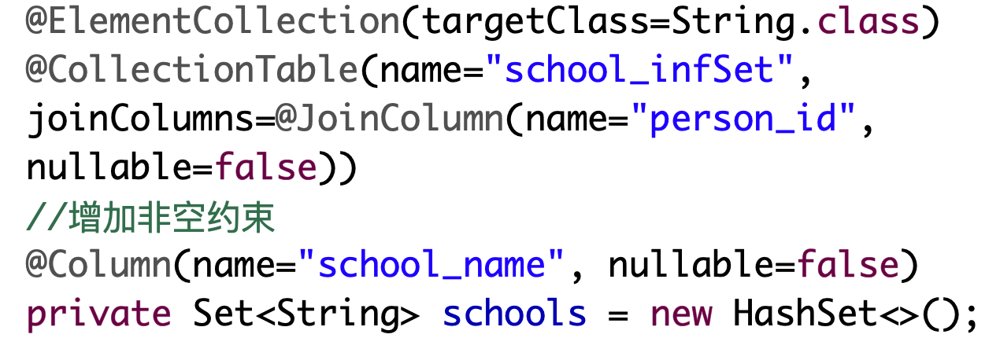 @ElementCollection(targetClass=String.class)
@CollectionTable(name="school_infSet",
joinColumns=@JoinColumn(name="person_id",
nullable=false))
//增加非空约束
@Column(name="school_name", nullable=false)
private Set<String> schools = new HashSet<>();